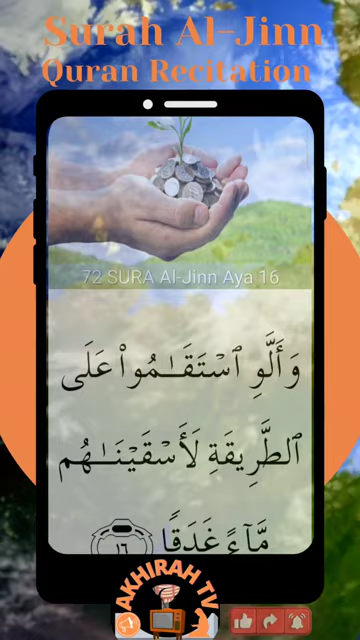 Surah Al-Jinn
Quran Recitation
72 SURA Al-Jinn Aya 16
وَأَلَّوِ ٱسْتَقَـٰمُوا۟ عَلَى
ٱلطَّرِيقَةِ لَأَسْقَيْنَـٰهُم
مَّآءً غَدَقًا ١٦
AKHIRAH TV